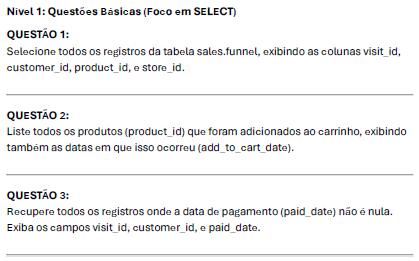 Nível 1: Questões Básicas (Foco em SELECT)
QUESTÃO 1:
Selecione todos os registros da tabela sales.funnel, exibindo as colunas visit_id,
customer_id, product_id, e store_id.
QUESTÃO 2:
Liste todos os produtos (product_id) que foram adicionados ao carrinho, exibindo
também as datas em que isso ocorreu (add_to_cart_date).
QUESTÃO 3:
Recupere todos os registros onde a data de pagamento (paid_date) não é nula.
Exiba os campos visit_id, customer_id, e paid_date.